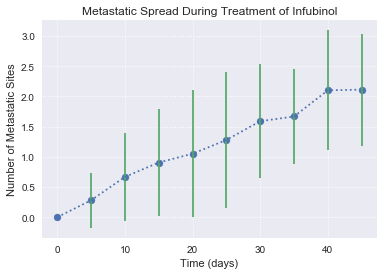 Metastatic Spread During Treatment of Infubinol
Number of Metastatic Sites
3.0
2.5
2.0
1.5
1.0
0.5
0.0
0 10 20 30 40
Time (days)